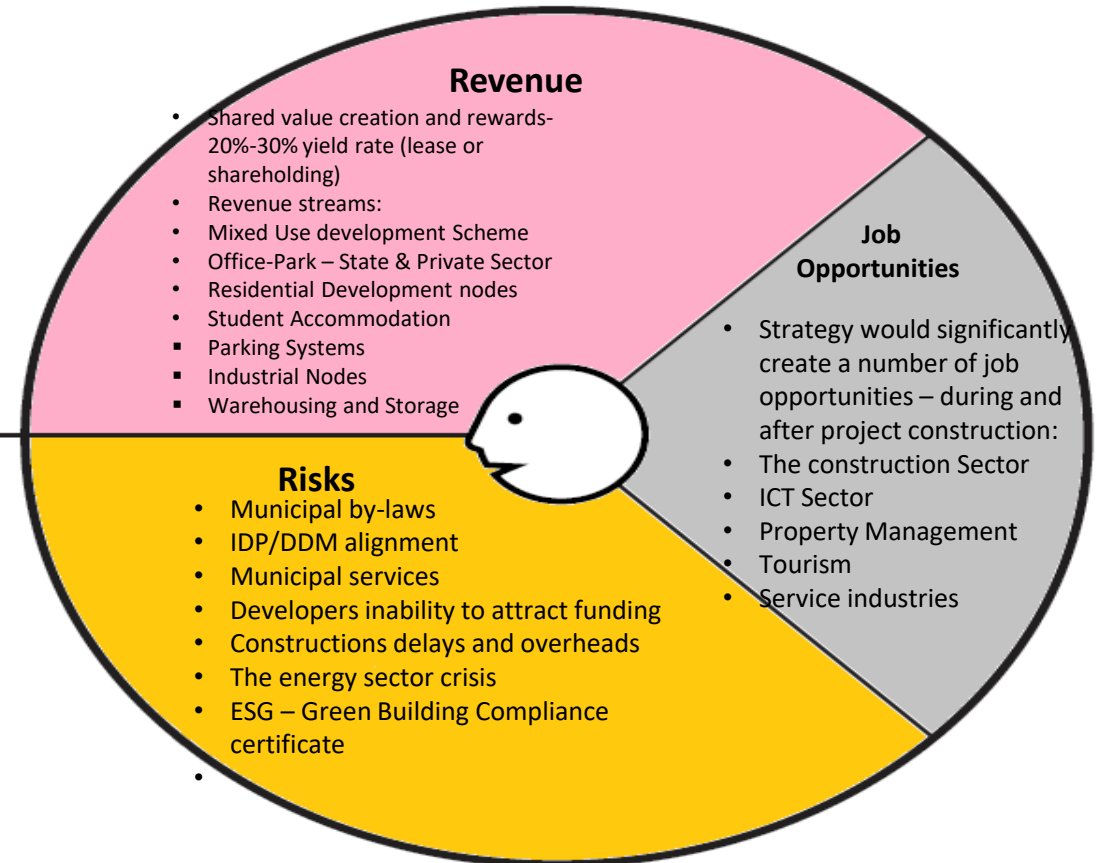 Revenue
• Shared value creation and rewards-
20%-30% yield rate (lease or
shareholding)
• Revenue streams:
• Mixed Use development Scheme
• Office-Park – State & Private Sector
• Residential Development nodes
• Student Accommodation
▪ Parking Systems
▪ Industrial Nodes
▪ Warehousing and Storage
Job
Opportunities
• Strategy would significantly
create a number of job
opportunities – during and
after project construction:
• The construction Sector
• ICT Sector
• Property Management
• Tourism
• Service industries
Risks
• Municipal by-laws
• IDP/DDM alignment
• Municipal services
• Developers inability to attract funding
• Constructions delays and overheads
• The energy sector crisis
• ESG – Green Building Compliance
certificate
•